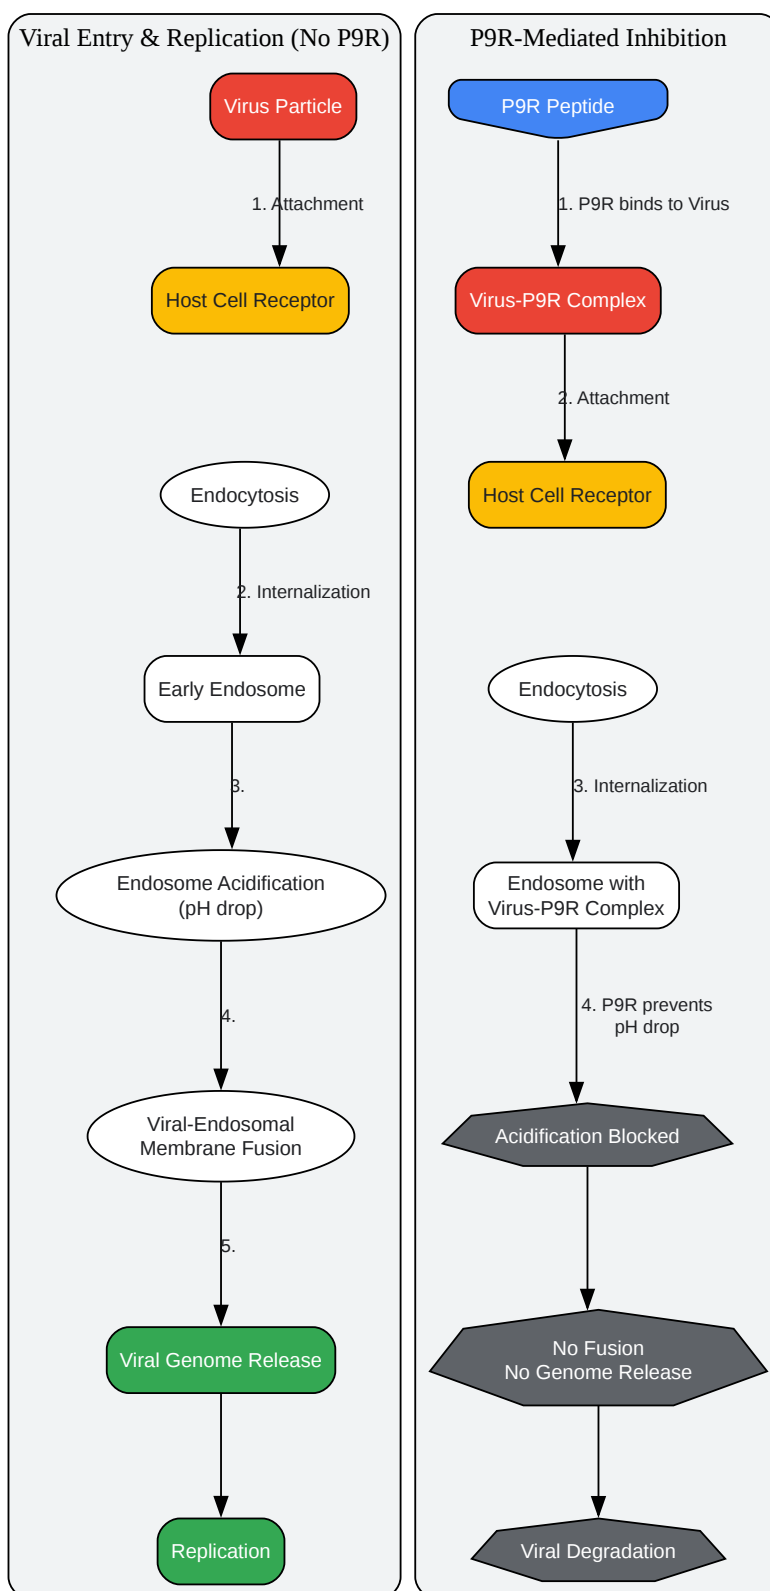 Viral Entry & Replication (No P9R)
Virus Particle
1. Attachment
Host Cell Receptor
Endocytosis
2. Internalization
Early Endosome
3.
Endosome Acidification
(pH drop)
4.
Viral-Endosomal
Membrane Fusion
5.
Viral Genome Release
Replication
P9R-Mediated Inhibition
P9R Peptide
1. P9R binds to Virus
Virus-P9R Complex
2. Attachment
Host Cell Receptor
Endocytosis
3. Internalization
Endosome with
Virus-P9R Complex
4. P9R prevents
pH drop
Acidification Blocked
No Fusion
No Genome Release
Viral Degradation